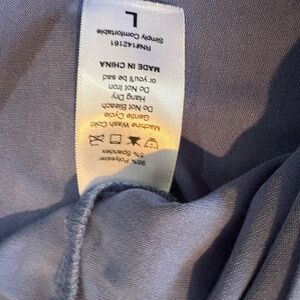 L
Simply Comfortable
RN#142161
MADE IN CHINA
or you'll be sad
Do Not Iron
Hang Dry
Do Not Bleach
Gentle Cycle
Machine Wash Cold
5% Spandex
95% Polyester